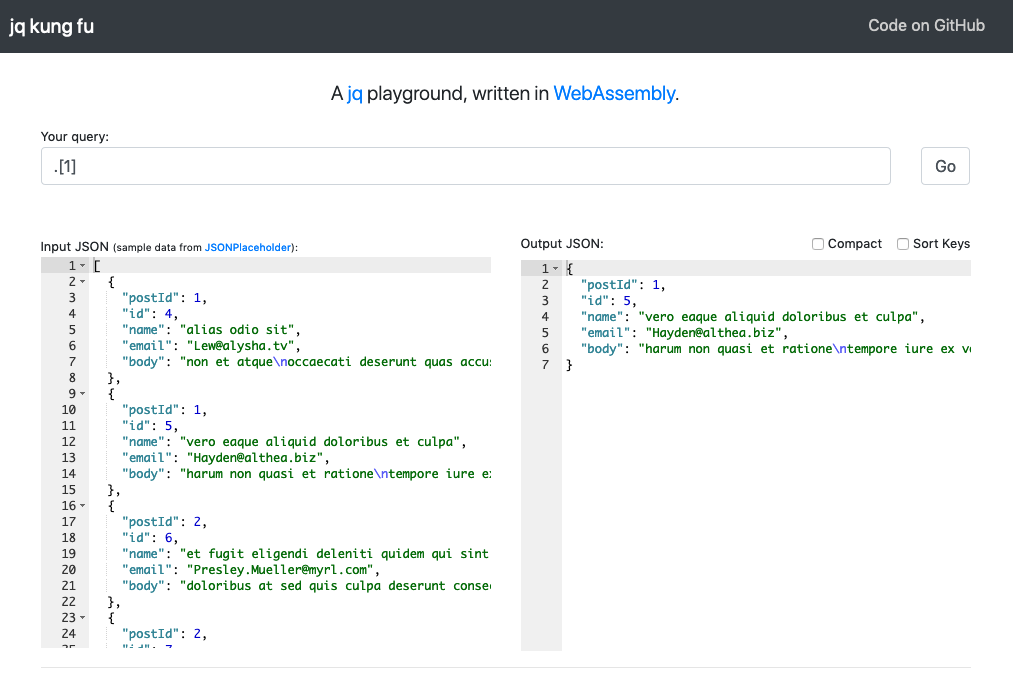 jq kung fu
Code on GitHub
A jq playground, written in WebAssembly.
Your query:
.[1]
Go
Input JSON (sample data from JSONPlaceholder):
1 [
2 {
3 "postId": 1,
4 "id": 4,
5 "name": "alias odio sit",
6 "email": "Lew@alysha.tv",
7 "body": "non et atque\noccaecati deserunt quas accus
8 },
9 {
10 "postId": 1,
11 "id": 5,
12 "name": "vero eaque aliquid doloribus et culpa",
13 "email": "Hayden@althea.biz",
14 "body": "harum non quasi et ratione\ntempore iure ex
15 },
16 {
17 "postId": 2,
18 "id": 6,
19 "name": "et fugit eligendi deleniti quidem qui sint
20 "email": "Presley.Mueller@myrl.com",
21 "body": "doloribus at sed quis culpa deserunt consec
22 },
23 {
24 "postId": 2,
Output JSON:
Compact
Sort Keys
1 {
2 "postId": 1,
3 "id": 5,
4 "name": "vero eaque aliquid doloribus et culpa",
5 "email": "Hayden@althea.biz",
6 "body": "harum non quasi et ratione\ntempore iure ex ve
7 }